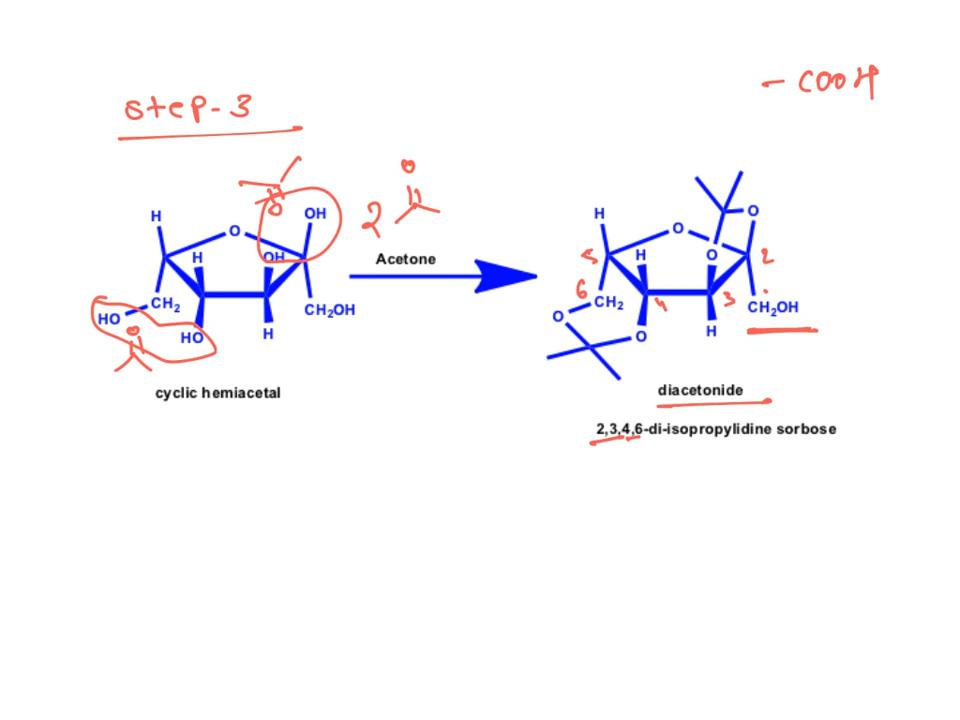 - COOH
step-3
O
2
H OH
O
O
H OH
Acetone
CH₂
HO
CH₂OH
O
HO
H
cyclic hemiacetal
O
H
O
5 H O 2
6
CH₂
4 3
CH₂OH
O
O
H
diacetonide
2,3,4,6-di-isopropylidine sorbose